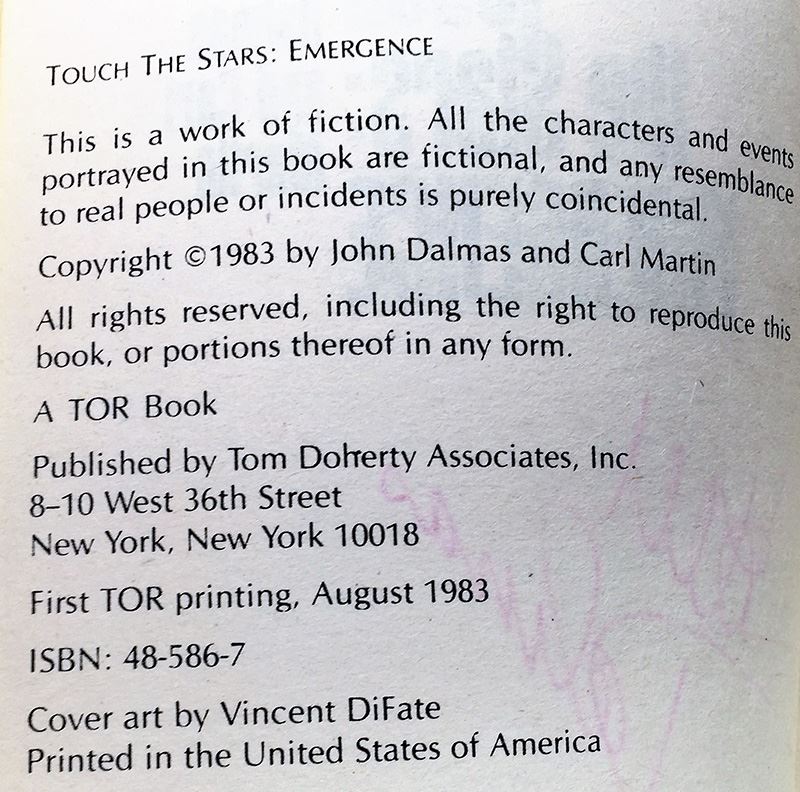 TOUCH THE STARS: EMERGENCE
This is a work of fiction. All the characters and events
portrayed in this book are fictional, and any resemblance
to real people or incidents is purely coincidental.
Copyright ©1983 by John Dalmas and Carl Martin
All rights reserved, including the right to reproduce this
book, or portions thereof in any form.
A TOR Book
Published by Tom Doherty Associates, Inc.
8–10 West 36th Street
New York, New York 10018
First TOR printing, August 1983
ISBN: 48-586-7
Cover art by Vincent DiFate
Printed in the United States of America